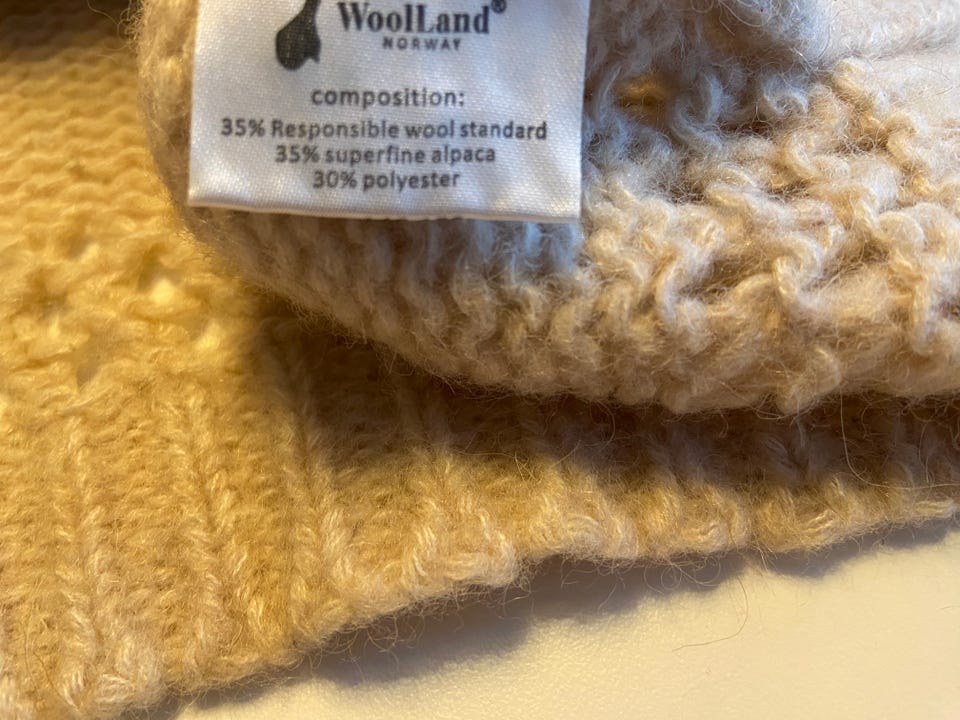 WoolLand®
NORWAY
composition:
35% Responsible wool standard
35% superfine alpaca
30% polyester